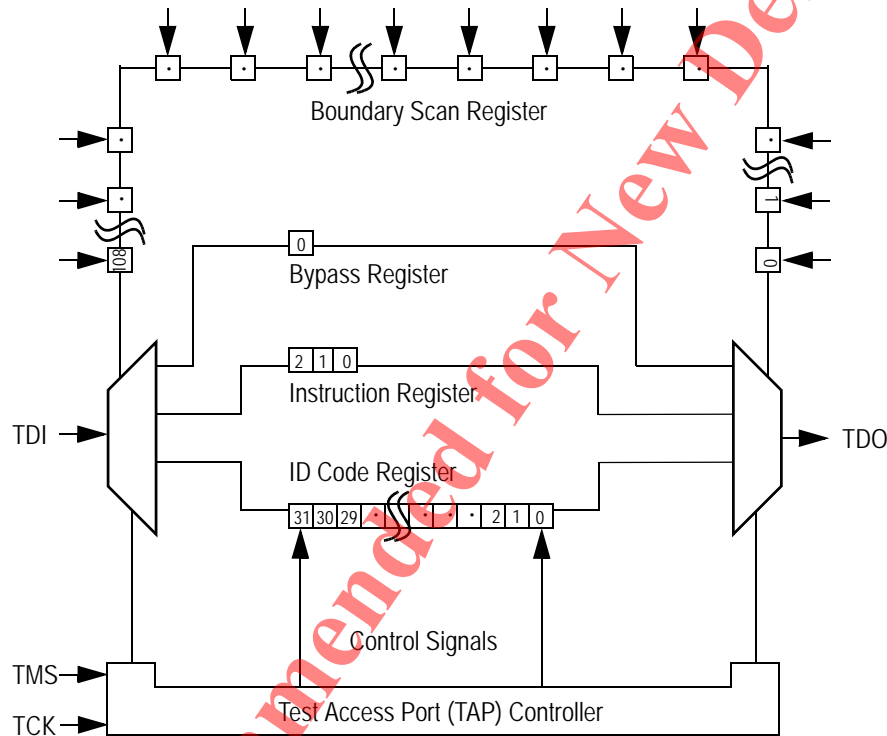 Boundary Scan Register
1
108
0
0
Bypass Register
2 1 0
Instruction Register
TDI
TDO
ID Code Register
31 30 29 · · · · 2 1 0
Control Signals
TMS
Test Access Port (TAP) Controller
TCK
mended for New De